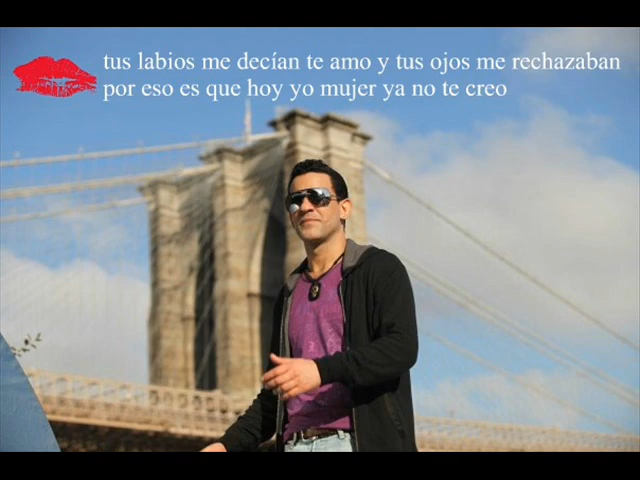 tus labios me decían te amo y tus ojos me rechazaban
por eso es que hoy yo mujer ya no te creo